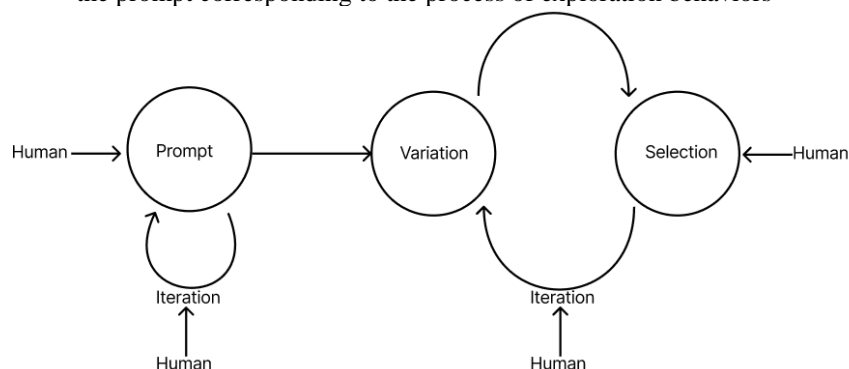 the prompt corresponding to the process of exploration behaviors
Human
Prompt
Variation
Selection
Human
Iteration
Iteration
Human
Human